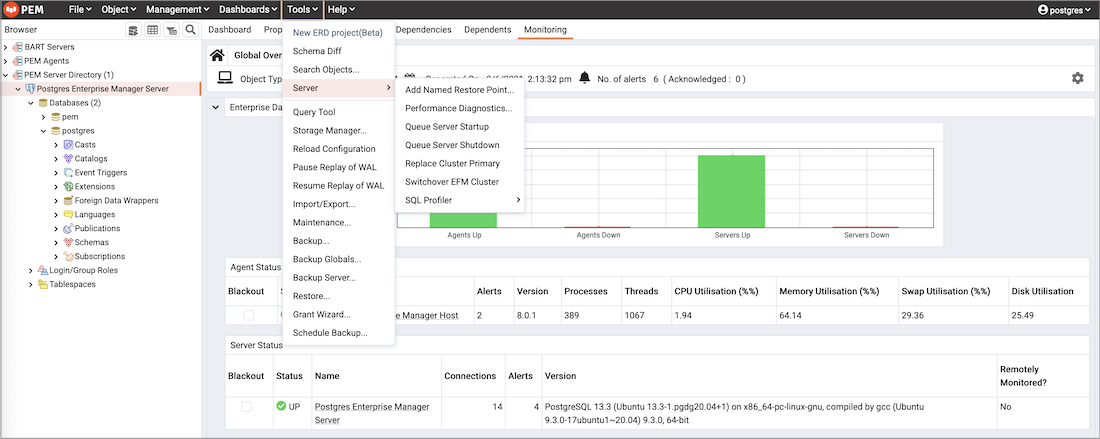 PEM File Object Management Dashboards Tools Help postgres
Browser
Dashboard Dependencies Dependents Monitoring
BART Servers
PEM Agents
PEM Server Directory (1)
Postgres Enterprise Manager Server
Databases (2)
pem
postgres
Casts
Catalogs
Event Triggers
Extensions
Foreign Data Wrappers
Languages
Publications
Schemas
Subscriptions
Login/Group Roles
Tablespaces
New ERD project(Beta)
Schema Diff
Search Objects...
Server
Query Tool
Storage Manager...
Reload Configuration
Pause Replay of WAL
Resume Replay of WAL
Import/Export...
Maintenance...
Backup...
Backup Globals...
Backup Server...
Restore...
Grant Wizard...
Schedule Backup...
Add Named Restore Point...
Performance Diagnostics...
Queue Server Startup
Queue Server Shutdown
Replace Cluster Primary
Switchover EFM Cluster
SQL Profiler
Global Over
Object Typ 2:13:32 pm No. of alerts 6 ( Acknowledged : 0 )
Enterprise Da
Agents Up Agents Down Servers Up Servers Down
Agent Status
Blackout Alerts Version Processes Threads CPU Utilisation (%%) Memory Utilisation (%%) Swap Utilisation (%%) Disk Utilisation
Manager Host 2 8.0.1 389 1067 1.94 64.14 29.36 25.49
Server Status
Blackout Status Name Connections Alerts Version Remotely
Monitored?
UP Postgres Enterprise Manager 14 4 PostgreSQL 13.3 (Ubuntu 13.3-1.pgdg20.04+1) on x86_64-pc-linux-gnu, compiled by gcc (Ubuntu No
Server 9.3.0-17ubuntu1~20.04) 9.3.0, 64-bit